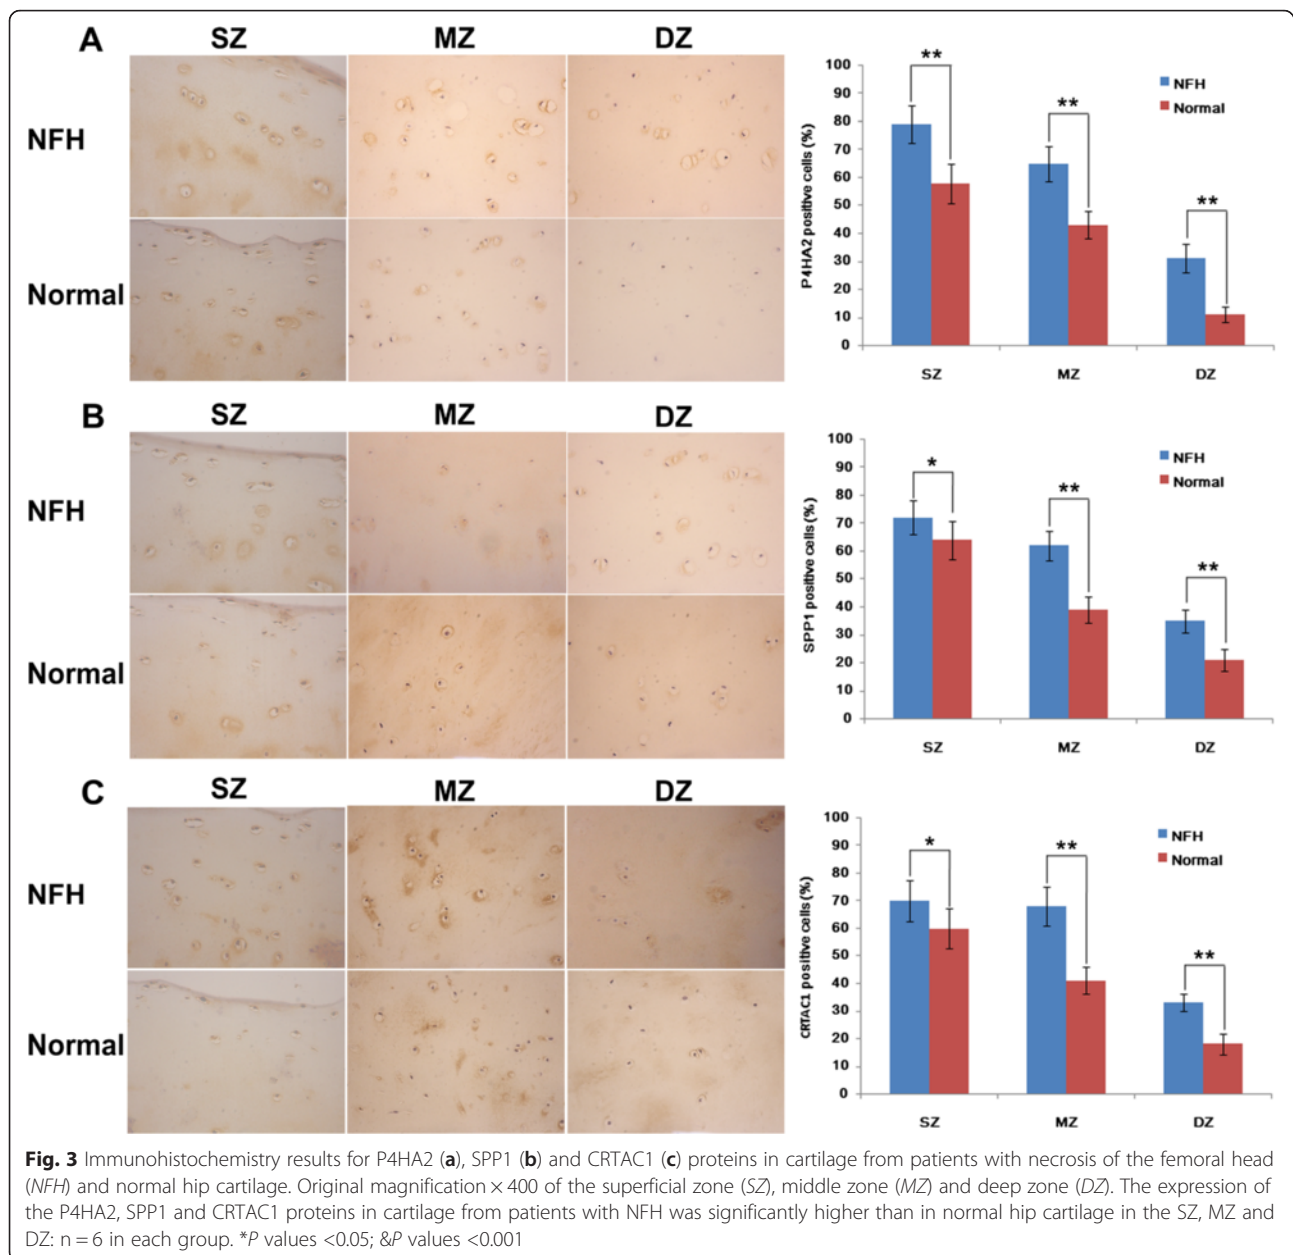 A
SZ MZ DZ
NFH
Normal
100
90
80
70
60
50
40
30
20
10
0
P4HA2 positive cells (%)
** ** **
NFH
Normal
SZ MZ DZ
B
SZ MZ DZ
NFH
Normal
100
90
80
70
60
50
40
30
20
10
0
SPP1 positive cells (%)
* ** **
NFH
Normal
SZ MZ DZ
C
SZ MZ DZ
NFH
Normal
100
90
80
70
60
50
40
30
20
10
0
CRTAC1 positive cells (%)
* ** **
NFH
Normal
SZ MZ DZ
Fig. 3 Immunohistochemistry results for P4HA2 (a), SPP1 (b) and CRTAC1 (c) proteins in cartilage from patients with necrosis of the femoral head
(NFH) and normal hip cartilage. Original magnification × 400 of the superficial zone (SZ), middle zone (MZ) and deep zone (DZ). The expression of
the P4HA2, SPP1 and CRTAC1 proteins in cartilage from patients with NFH was significantly higher than in normal hip cartilage in the SZ, MZ and
DZ: n = 6 in each group. *P values <0.05; &P values <0.001